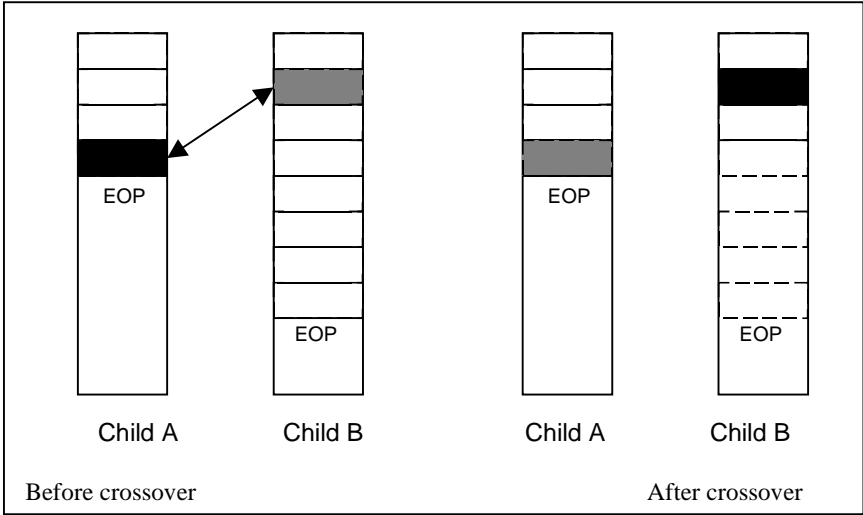 EOP
EOP
EOP
EOP
Child A
Child B
Child A
Child B
Before crossover
After crossover